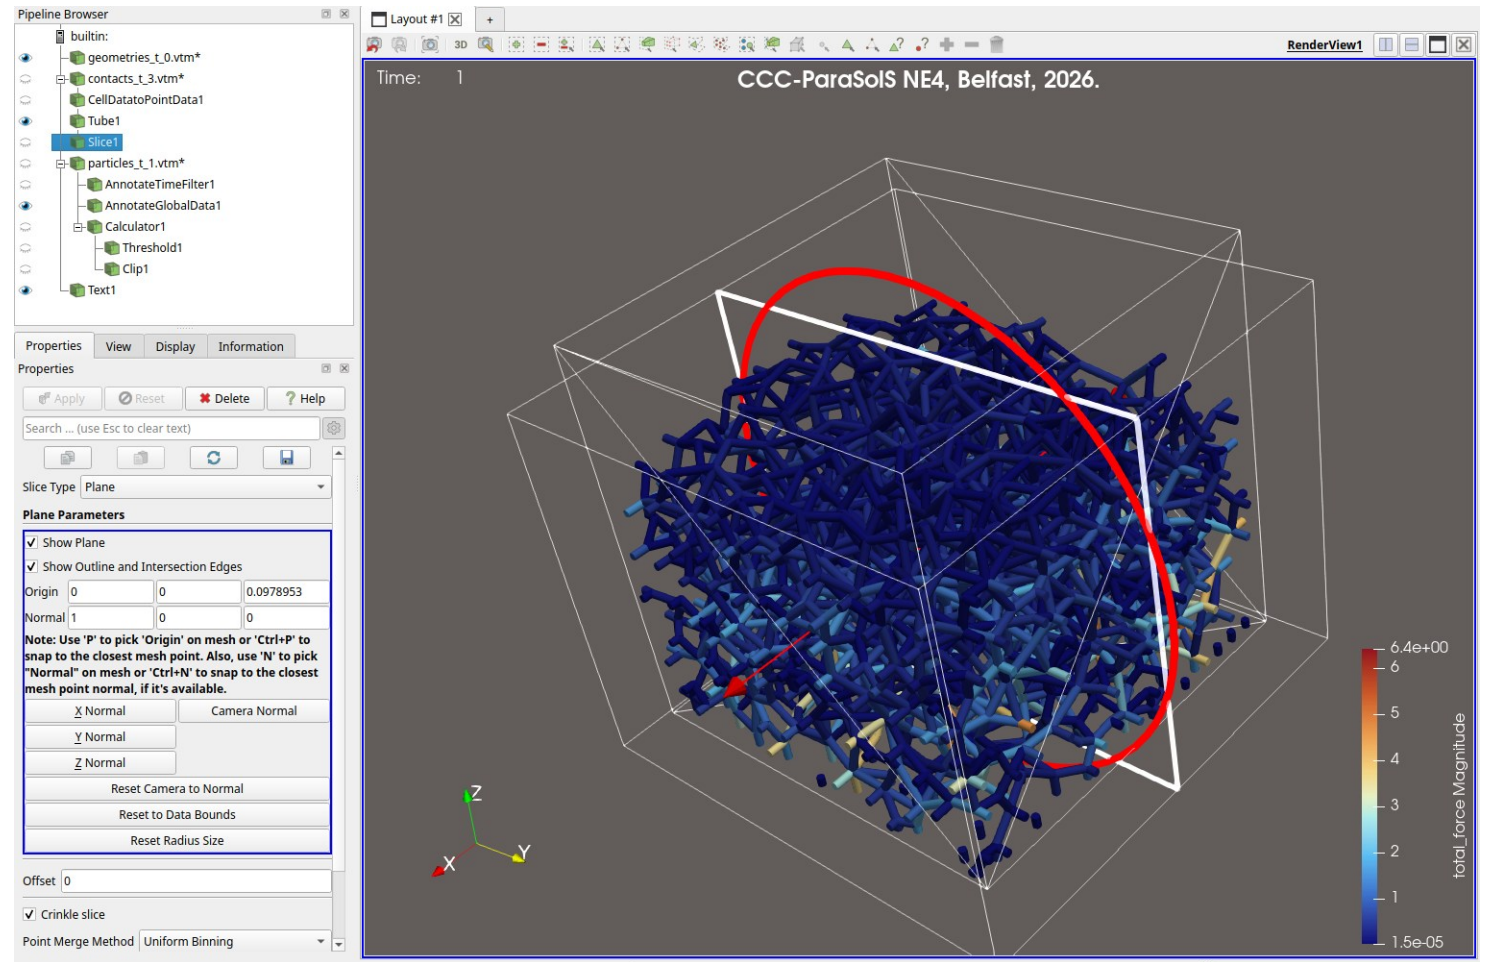 Pipeline Browser
builtin:
geometries_t_0.vtm*
contacts_t_3.vtm*
CellDatatoPointData1
Tube1
Slice1
particles_t_1.vtm*
AnnotateTimeFilter1
AnnotateGlobalData1
Calculator1
Threshold1
Clip1
Text1
Properties View Display Information
Properties
Apply Reset Delete ? Help
Search ... (use Esc to clear text)
Slice Type Plane
Plane Parameters
Show Plane
Show Outline and Intersection Edges
Origin 0 0 0.0978953
Normal 1 0 0
Note: Use 'P' to pick 'Origin' on mesh or 'Ctrl+P' to
snap to the closest mesh point. Also, use 'N' to pick
"Normal" on mesh or 'Ctrl+N' to snap to the closest
mesh point normal, if it's available.
X Normal Camera Normal
Y Normal
Z Normal
Reset Camera to Normal
Reset to Data Bounds
Reset Radius Size
Offset 0
Crinkle slice
Point Merge Method Uniform Binning
Layout #1 +
3D RenderView1
Time: 1
CCC-ParaSolS NE4, Belfast, 2026.
Z
Y
X
6.4e+00
6
5
4
3
2
1
1.5e-05
total_force Magnitude